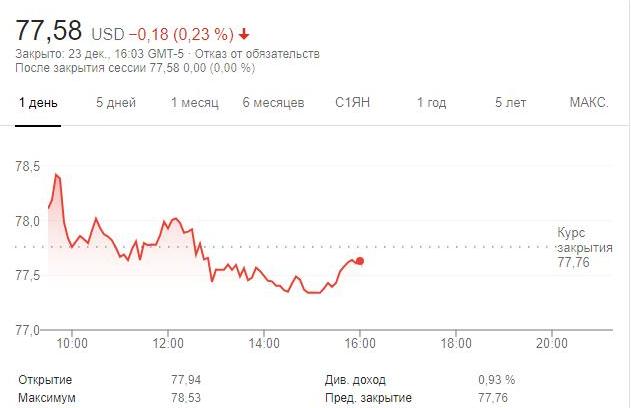 77,58 USD −0,18 (0,23 %)
Закрыто: 23 дек., 16:03 GMT-5 · Отказ от обязательств
После закрытия сессии 77,58 0,00 (0,00 %)
1 день 5 дней 1 месяц 6 месяцев С1ЯН 1 год 5 лет МАКС.
78,5
78,0
Курс
закрытия
77,76
77,5
77,0
10:00 12:00 14:00 16:00 18:00 20:00
Открытие 77,94 Див. доход 0,93 %
Максимум 78,53 Пред. закрытие 77,76